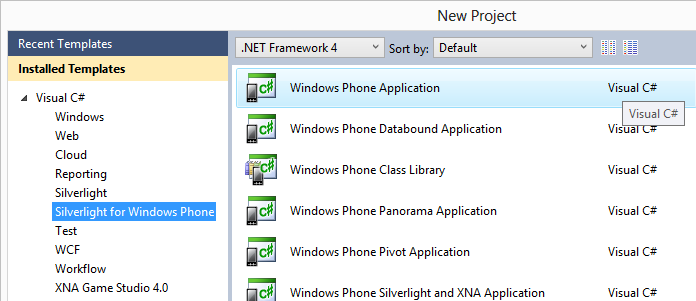 New Project
Recent Templates
.NET Framework 4
Sort by:
Default
Installed Templates
Visual C#
Windows
Web
Cloud
Reporting
Silverlight
Silverlight for Windows Phone
Test
WCF
Workflow
XNA Game Studio 4.0
Windows Phone Application Visual C#
Visual C#
Windows Phone Databound Application Visual C#
Windows Phone Class Library Visual C#
Windows Phone Panorama Application Visual C#
Windows Phone Pivot Application Visual C#
Windows Phone Silverlight and XNA Application Visual C#